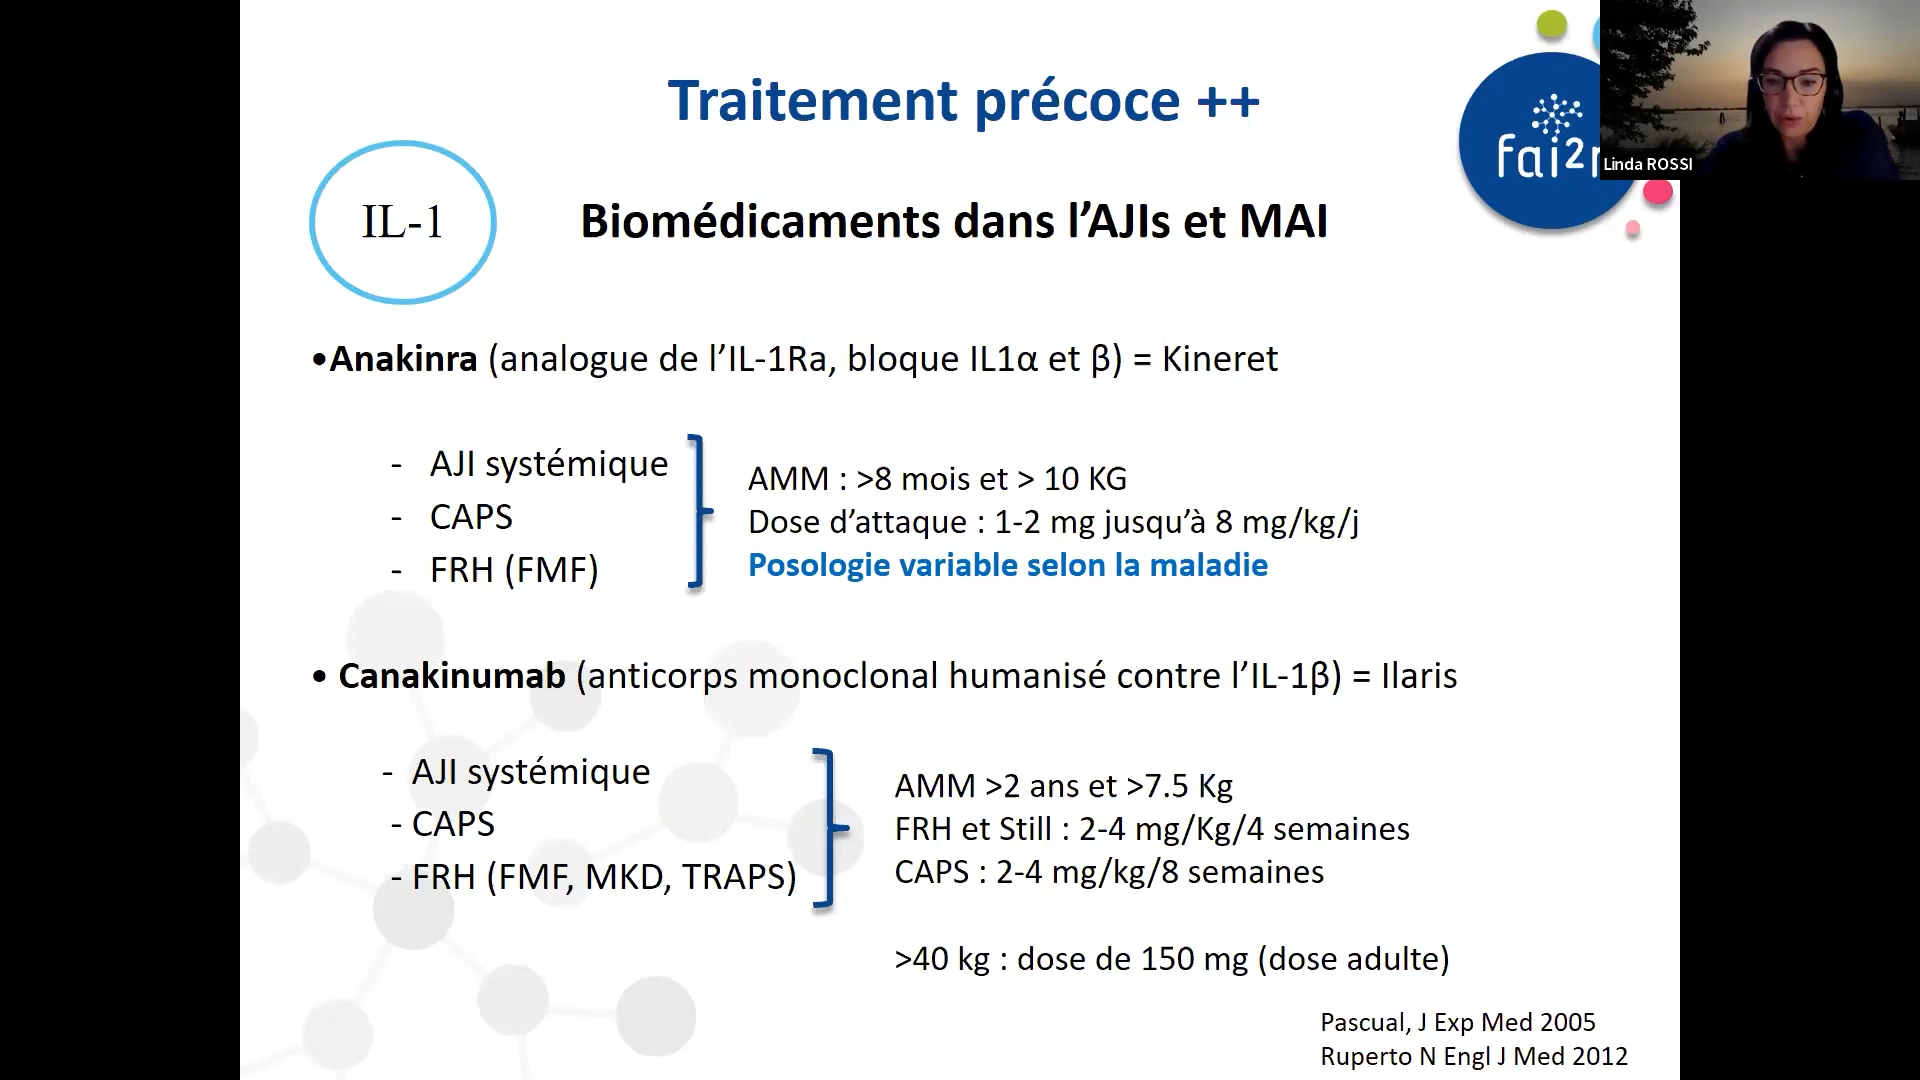 Traitement précoce ++
IL-1
Biomédicaments dans l’AJIs et MAI
fai2r
Linda ROSSI
•Anakinra (analogue de l’IL-1Ra, bloque IL1α et β) = Kineret
- AJI systémique
- CAPS
- FRH (FMF)
AMM : >8 mois et > 10 KG
Dose d’attaque : 1-2 mg jusqu’à 8 mg/kg/j
Posologie variable selon la maladie
• Canakinumab (anticorps monoclonal humanisé contre l’IL-1β) = Ilaris
- AJI systémique
- CAPS
- FRH (FMF, MKD, TRAPS)
AMM >2 ans et >7.5 Kg
FRH et Still : 2-4 mg/Kg/4 semaines
CAPS : 2-4 mg/kg/8 semaines
>40 kg : dose de 150 mg (dose adulte)
Pascual, J Exp Med 2005
Ruperto N Engl J Med 2012